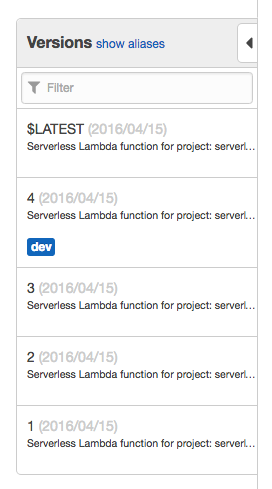 Versions show aliases
Filter
$LATEST (2016/04/15)
Serverless Lambda function for project: serverl...
4 (2016/04/15)
Serverless Lambda function for project: serverl...
dev
3 (2016/04/15)
Serverless Lambda function for project: serverl...
2 (2016/04/15)
Serverless Lambda function for project: serverl...
1 (2016/04/15)
Serverless Lambda function for project: serverl...